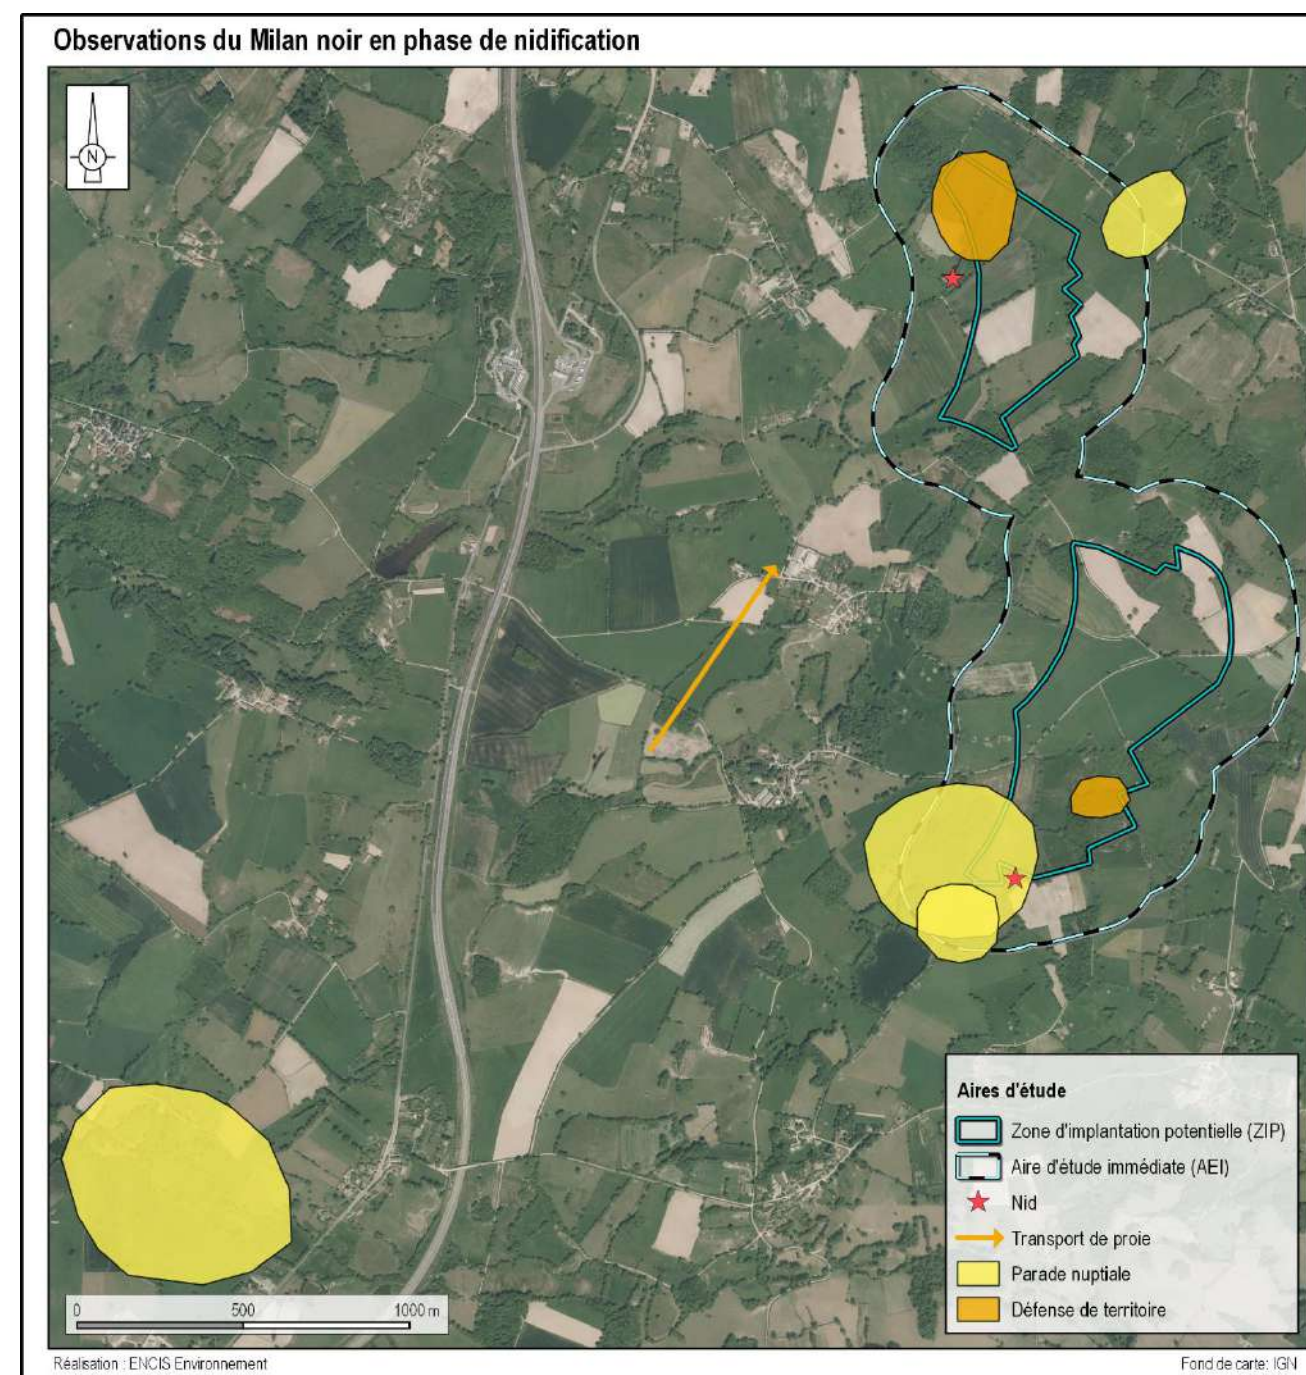 Observations du Milan noir en phase de nidification
N
Aires d'étude
Zone d'implantation potentielle (ZIP)
Aire d'étude immédiate (AEI)
Nid
Transport de proie
Parade nuptiale
Défense de territoire
0 500 1000 m
Réalisation : ENCIS Environnement
Fond de carte: IGN